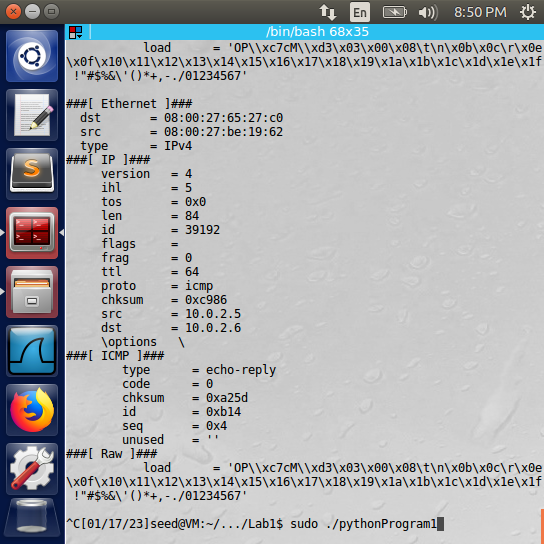 En
8:50 PM
/bin/bash 68x35
load = 'OP\\xc7cM\\xd3\x03\x00\x08\t\n\x0b\x0c\r\x0e
\x0f\x10\x11\x12\x13\x14\x15\x16\x17\x18\x19\x1a\x1b\x1c\x1d\x1e\x1f
!"#$%&\'()*+,-./01234567'
###[ Ethernet ]###
dst = 08:00:27:65:27:c0
src = 08:00:27:be:19:62
type = IPv4
###[ IP ]###
version = 4
ihl = 5
tos = 0x0
len = 84
id = 39192
flags =
frag = 0
ttl = 64
proto = icmp
chksum = 0xc986
src = 10.0.2.5
dst = 10.0.2.6
\options \
###[ ICMP ]###
type = echo-reply
code = 0
chksum = 0xa25d
id = 0xb14
seq = 0x4
unused = ''
###[ Raw ]###
load = 'OP\\xc7cM\\xd3\x03\x00\x08\t\n\x0b\x0c\r\x0e
\x0f\x10\x11\x12\x13\x14\x15\x16\x17\x18\x19\x1a\x1b\x1c\x1d\x1e\x1f
!"#$%&\'()*+,-./01234567'
^C[01/17/23]seed@VM:~/.../Lab1$ sudo ./pythonProgram1